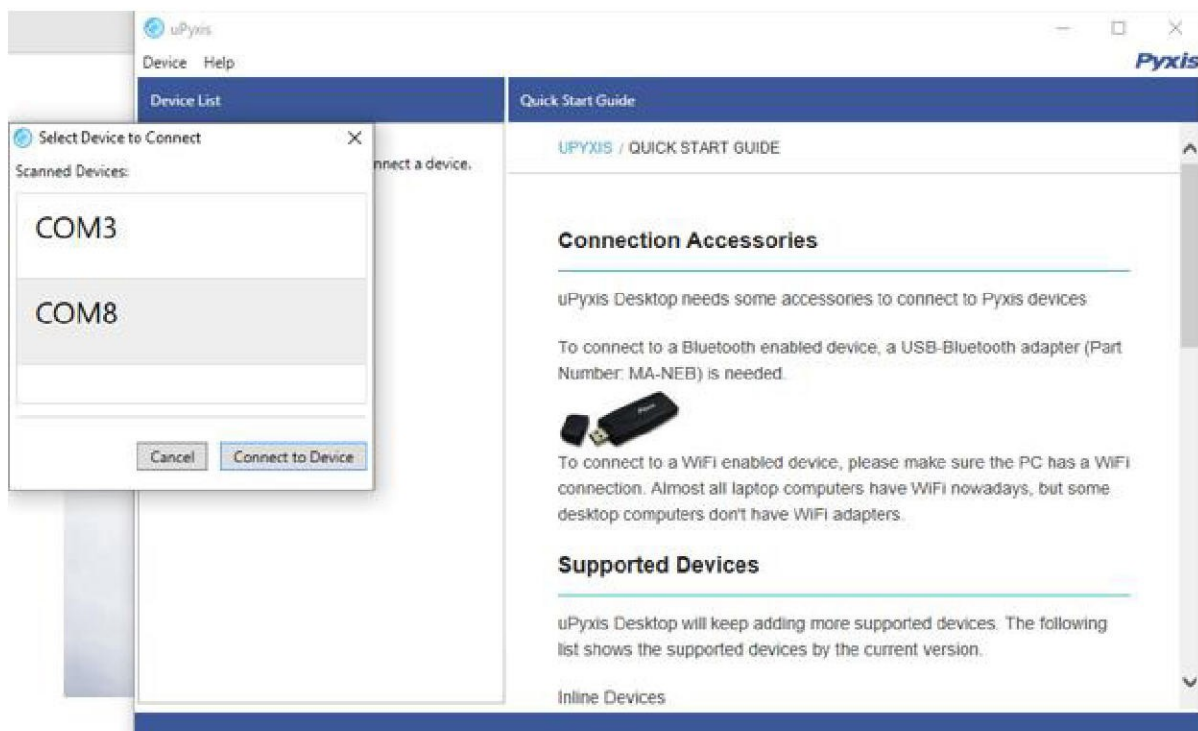 uPyxis
Device Help
Pyxis
Device List
Quick Start Guide
Select Device to Connect
Scanned Devices:
COM3
COM8
Cancel
Connect to Device
nnect a device.
UPYXIS / QUICK START GUIDE
Connection Accessories
uPyxis Desktop needs some accessories to connect to Pyxis devices
To connect to a Bluetooth enabled device, a USB-Bluetooth adapter (Part
Number: MA-NEB) is needed.
Pyxis
To connect to a WiFi enabled device, please make sure the PC has a WiFi
connection. Almost all laptop computers have WiFi nowadays, but some
desktop computers don't have WiFi adapters.
Supported Devices
uPyxis Desktop will keep adding more supported devices. The following
list shows the supported devices by the current version.
Inline Devices